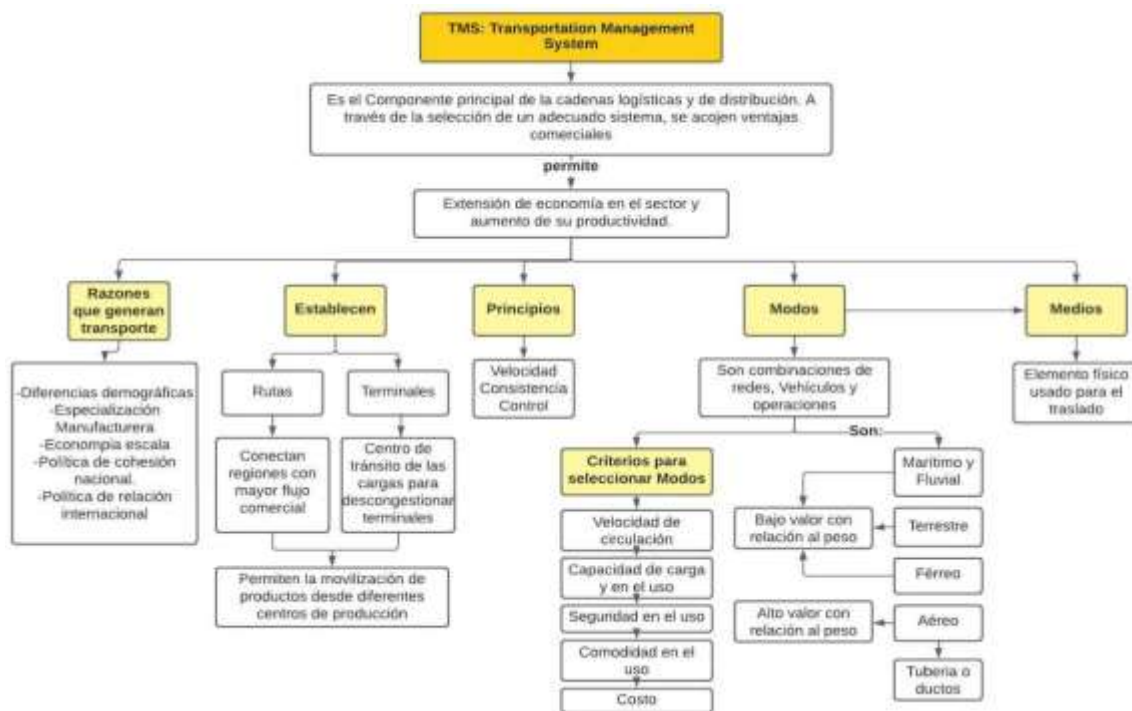 TMS: Transportation Management
System
Es el Componente principal de la cadenas logísticas y de distribución. A
través de la selección de un adecuado sistema, se acojen ventajas
comerciales
permite
Extensión de economía en el sector y
aumento de su productividad.
Razones
que generan
transporte
-Diferencias demográficas
-Especialización
Manufacturera
-Econompia escala
-Política de cohesión
nacional.
-Política de relación
internacional
Establecen
Rutas
Conectan
regiones con
mayor flujo
comercial
Terminales
Centro de
tránsito de las
cargas para
descongestionar
terminales
Permiten la movilización de
productos desde diferentes
centros de producción
Principios
Velocidad
Consistencia
Control
Modos
Son combinaciones de
redes, Vehículos y
operaciones
Son:
Criterios para
seleccionar Modos
Velocidad de
circulación
Capacidad de carga
y en el uso
Seguridad en el uso
Comodidad en el
uso
Costo
Marítimo y
Fluvial
Bajo valor con
relación al peso
Terrestre
Férreo
Alto valor con
relación al peso
Aéreo
Tuberia o
ductos
Medios
Elemento físico
usado para el
traslado